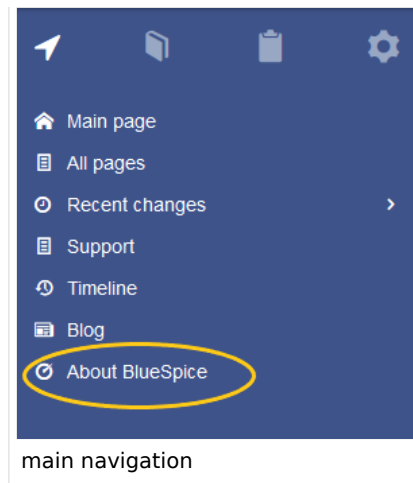 Main page
All pages
Recent changes
Support
Timeline
Blog
About BlueSpice
main navigation